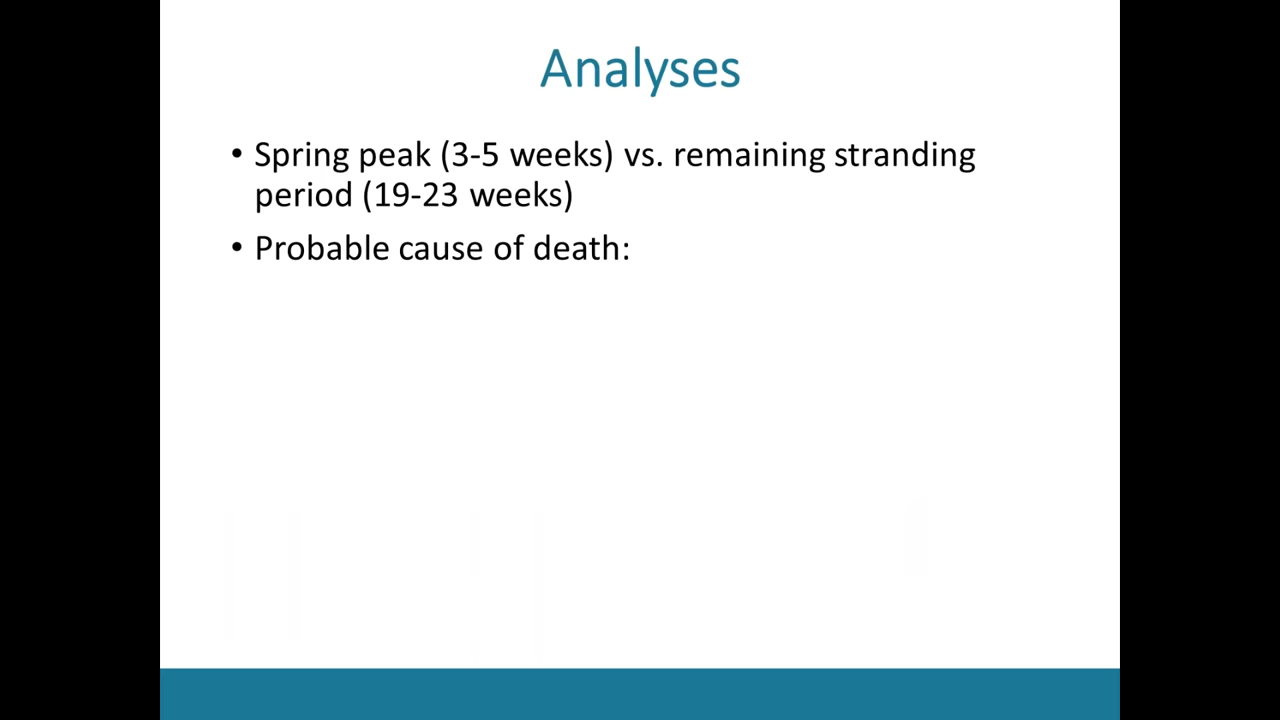 Analyses
• Spring peak (3-5 weeks) vs. remaining stranding
period (19-23 weeks)
• Probable cause of death: